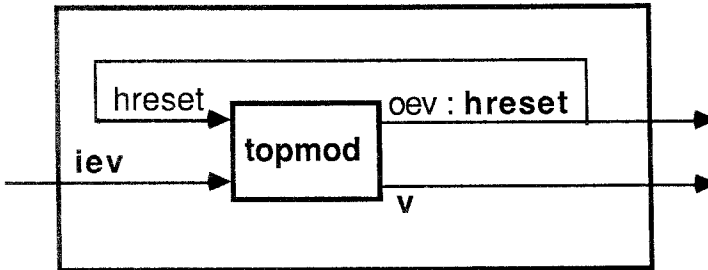 hreset
oev : hreset
topmod
iev
v